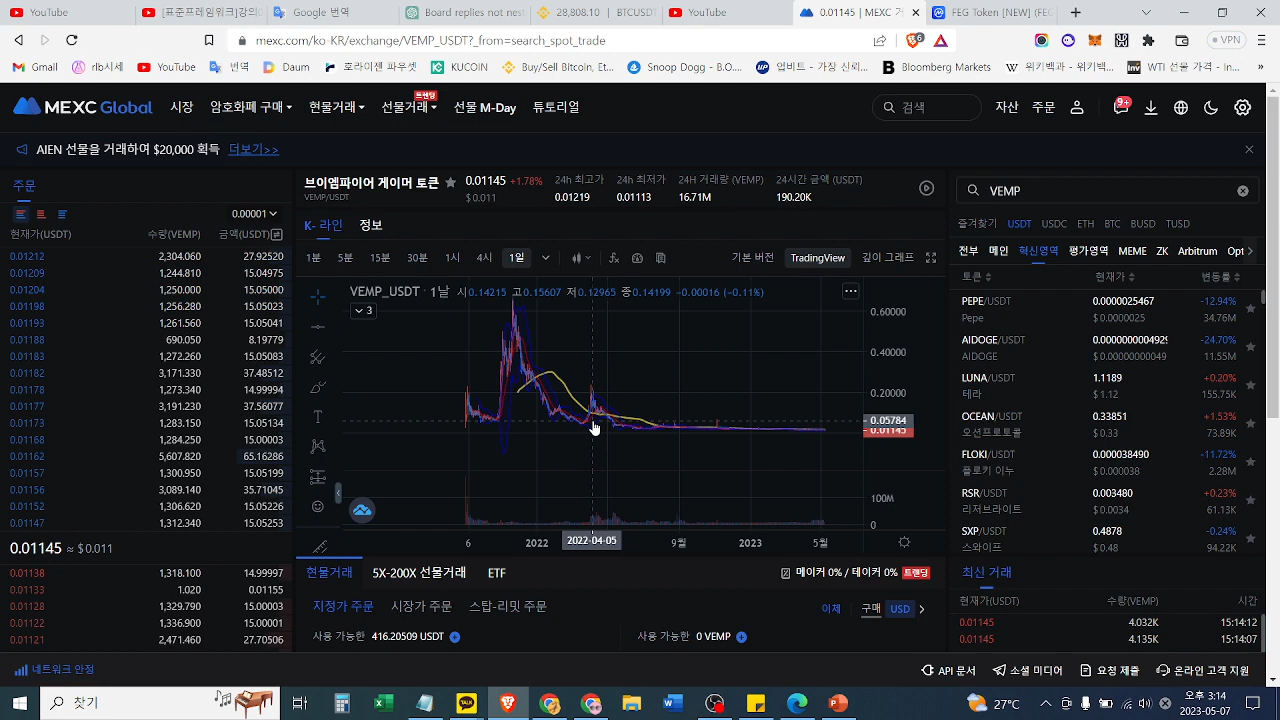 YouTube
[표준프레임워크]강의
Google 번역
Board replies not nest
28,898.10 | BTCUSDT
YouTube
0.01145 | MEXC 거
FEG Token [NEW] (FEG
mexc.com/ko-KR/exchange/VEMP_USDT?_from=search_spot_trade
VPN
Gmail
rlb시세
YouTube
번역
Daum
로라이젠 파우젯
KUCOIN
Buy/Sell Bitcoin, Et...
Snoop Dogg - B.O....
업비트 - 가장 신뢰...
Bloomberg Markets
위키백과 - 위키백...
WTI 선물 가격 - In...
MEXC Global
시장
암호화폐 구매
현물거래
선물거래
트렌딩
선물 M-Day
튜토리얼
검색
자산
주문
9+
AIEN 선물을 거래하여 $20,000 획득 더보기>>
주문
0.00001
현재가(USDT) 수량(VEMP) 금액(USDT)
0.01212 2,304.060 27.92520
0.01209 1,244.810 15.04975
0.01204 1,250.000 15.05000
0.01198 1,256.280 15.05023
0.01193 1,261.560 15.05041
0.01188 690.050 8.19779
0.01183 1,272.260 15.05083
0.01182 3,171.330 37.48512
0.01178 1,273.340 14.99994
0.01177 3,191.230 37.56077
0.01173 1,283.150 15.05134
0.01168 1,284.250 15.00003
0.01162 5,607.820 65.16286
0.01157 1,300.950 15.05199
0.01156 3,089.140 35.71045
0.01152 1,306.620 15.05226
0.01147 1,312.340 15.05253
0.01145 ≈ $0.011
0.01138 1,318.100 14.99997
0.01133 1.020 0.01155
0.01128 1,329.790 15.00003
0.01122 1,336.900 15.00001
0.01121 2,471.460 27.70506
브이엠파이어 게이머 토큰
VEMP/USDT
0.01145 +1.78%
$0.011
24h 최고가
0.01219
24h 최저가
0.01113
24H 거래량 (VEMP)
16.71M
24시간 금액 (USDT)
190.20K
K- 라인 정보
1분 5분 15분 30분 1시 4시 1일
기본 버전 TradingView 깊이 그래프
VEMP_USDT · 1날 시0.14215 고0.15607 저0.12965 종0.14199 −0.00016 (−0.11%)
3
0.60000
0.40000
0.20000
0.05784
0.01145
100M
0
6 2022 2022-04-05 9월 2023 5월
현물거래 5X-200X 선물거래 ETF
메이커 0% / 테이커 0% 트렌딩
지정가 주문 시장가 주문 스탑-리밋 주문
이체 구매 USD
사용 가능한 416.20509 USDT
사용 가능한 0 VEMP
VEMP
즐겨찾기 USDT USDC ETH BTC BUSD TUSD
전부 메인 혁신영역 평가영역 MEME ZK Arbitrum Opt
토큰 현재가 변동률
PEPE/USDT 0.0000025467 -12.94%
Pepe $0.0000025 34.76M
AIDOGE/USDT 0.000000000492 -24.70%
AIDOGE $0.00000000049 11.55M
LUNA/USDT 1.1189 +0.20%
테라 $1.12 155.75K
OCEAN/USDT 0.33851 +1.53%
오션프로토콜 $0.33 73.89K
FLOKI/USDT 0.000038490 -11.72%
플로키 이누 $0.000038 2.28M
RSR/USDT 0.003480 +0.23%
리저브라이트 $0.0034 61.13K
SXP/USDT 0.4878 -0.24%
스와이프 $0.48 94.22K
최신 거래
현재가(USDT) 수량(VEMP) 시간
0.01145 4.032K 15:14:12
0.01145 4.135K 15:14:07
네트워크 안정
API 문서 소셜 미디어 요청 제출 온라인 고객 지원
찾기
27°C
오후 3:14
2023-05-07